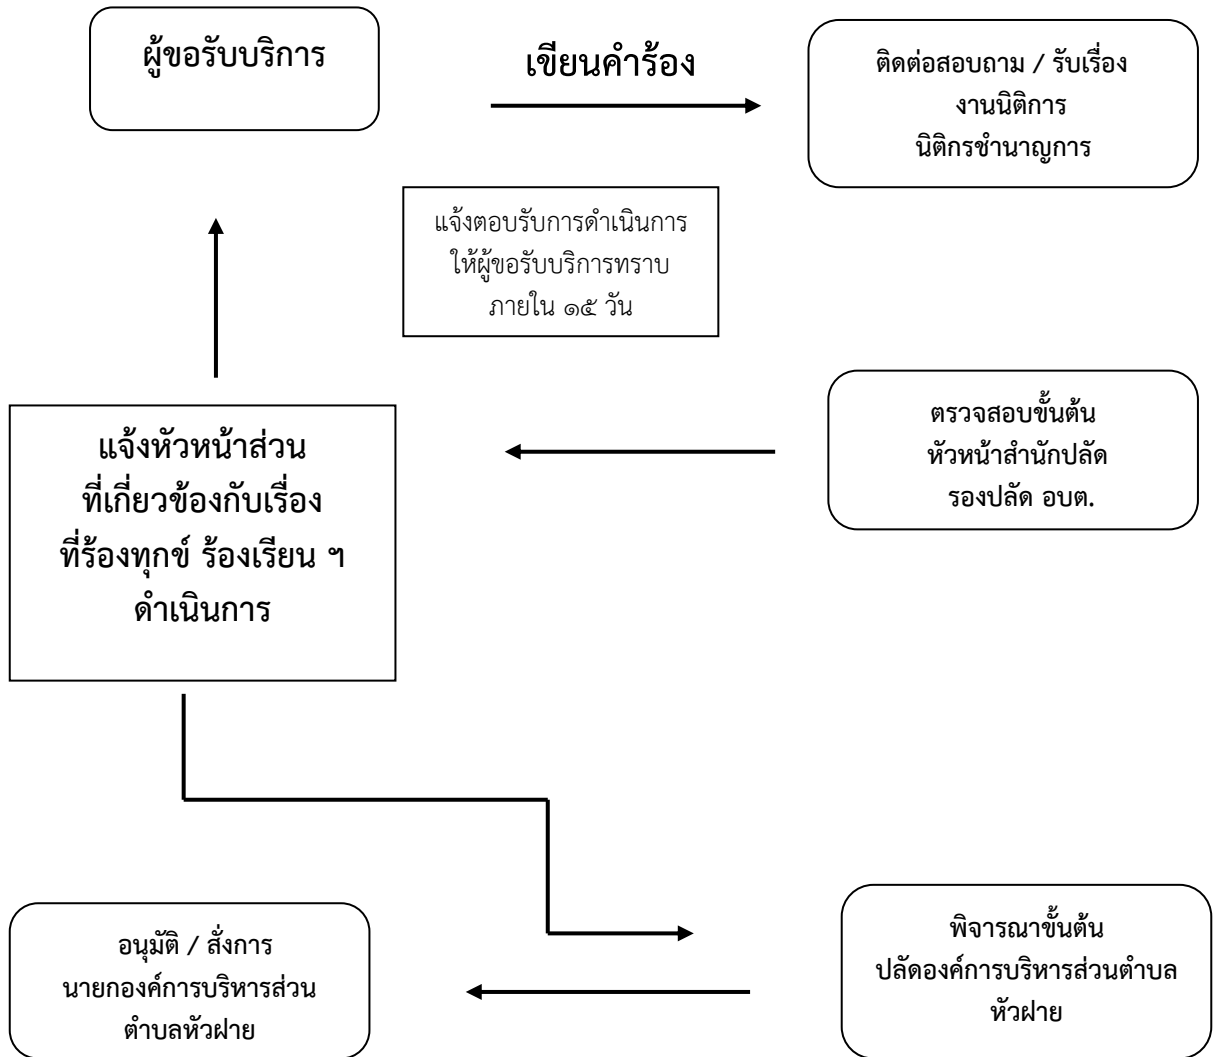 ผู้ขอรับบริการ
เขียนคำร้อง
ติดต่อสอบถาม / รับเรื่อง
งานนิติการ
นิติกรชำนาญการ
แจ้งตอบรับการดำเนินการ
ให้ผู้ขอรับบริการทราบ
ภายใน ๑๕ วัน
แจ้งหัวหน้าส่วน
ที่เกี่ยวข้องกับเรื่อง
ที่ร้องทุกข์ ร้องเรียน ฯ
ดำเนินการ
ตรวจสอบขั้นต้น
หัวหน้าสำนักปลัด
รองปลัด อบต.
อนุมัติ / สั่งการ
นายกองค์การบริหารส่วน
ตำบลหัวฝาย
พิจารณาขั้นต้น
ปลัดองค์การบริหารส่วนตำบล
หัวฝาย